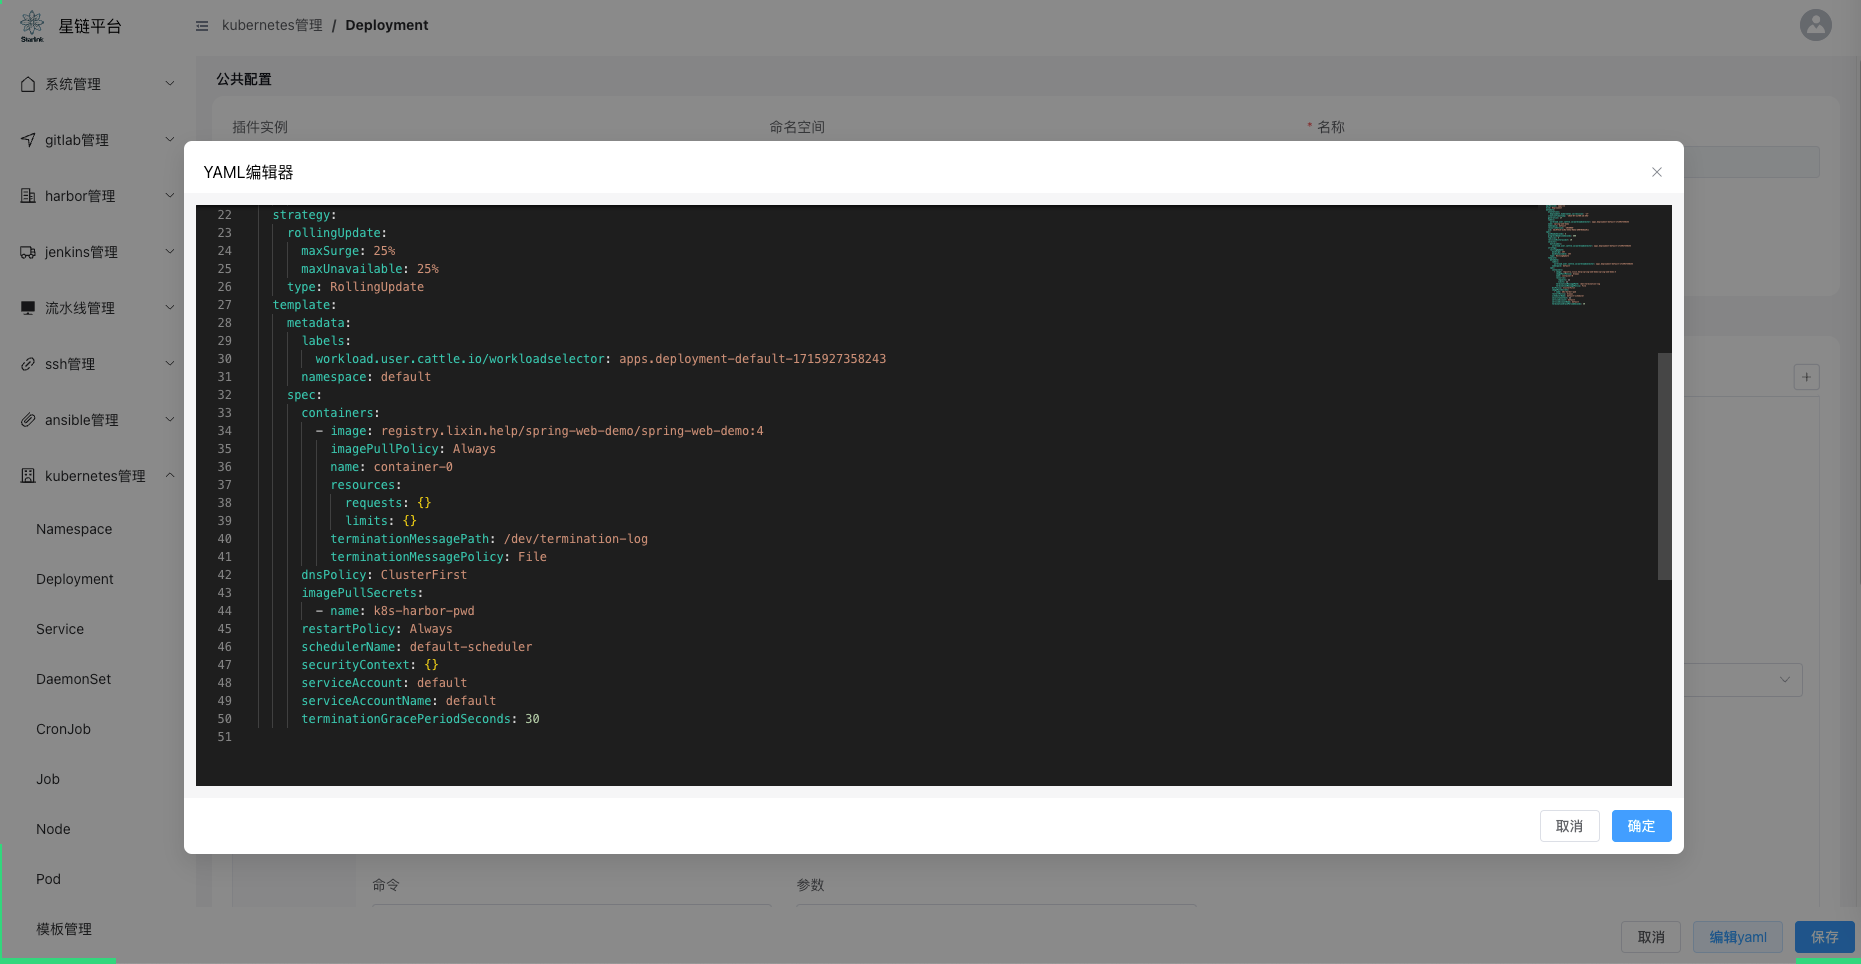 星链平台
Starlink
kubernetes管理 / Deployment
系统管理
gitlab管理
harbor管理
jenkins管理
流水线管理
ssh管理
ansible管理
kubernetes管理
Namespace
Deployment
Service
DaemonSet
CronJob
Job
Node
Pod
模板管理
公共配置
插件实例
命名空间
* 名称
YAML编辑器
22 strategy:
23 rollingUpdate:
24 maxSurge: 25%
25 maxUnavailable: 25%
26 type: RollingUpdate
27 template:
28 metadata:
29 labels:
30 workload.user.cattle.io/workloadselector: apps.deployment-default-1715927358243
31 namespace: default
32 spec:
33 containers:
34 - image: registry.lixin.help/spring-web-demo/spring-web-demo:4
35 imagePullPolicy: Always
36 name: container-0
37 resources:
38 requests: {}
39 limits: {}
40 terminationMessagePath: /dev/termination-log
41 terminationMessagePolicy: File
42 dnsPolicy: ClusterFirst
43 imagePullSecrets:
44 - name: k8s-harbor-pwd
45 restartPolicy: Always
46 schedulerName: default-scheduler
47 securityContext: {}
48 serviceAccount: default
49 serviceAccountName: default
50 terminationGracePeriodSeconds: 30
51
取消
确定
命令
参数
取消
编辑yaml
保存